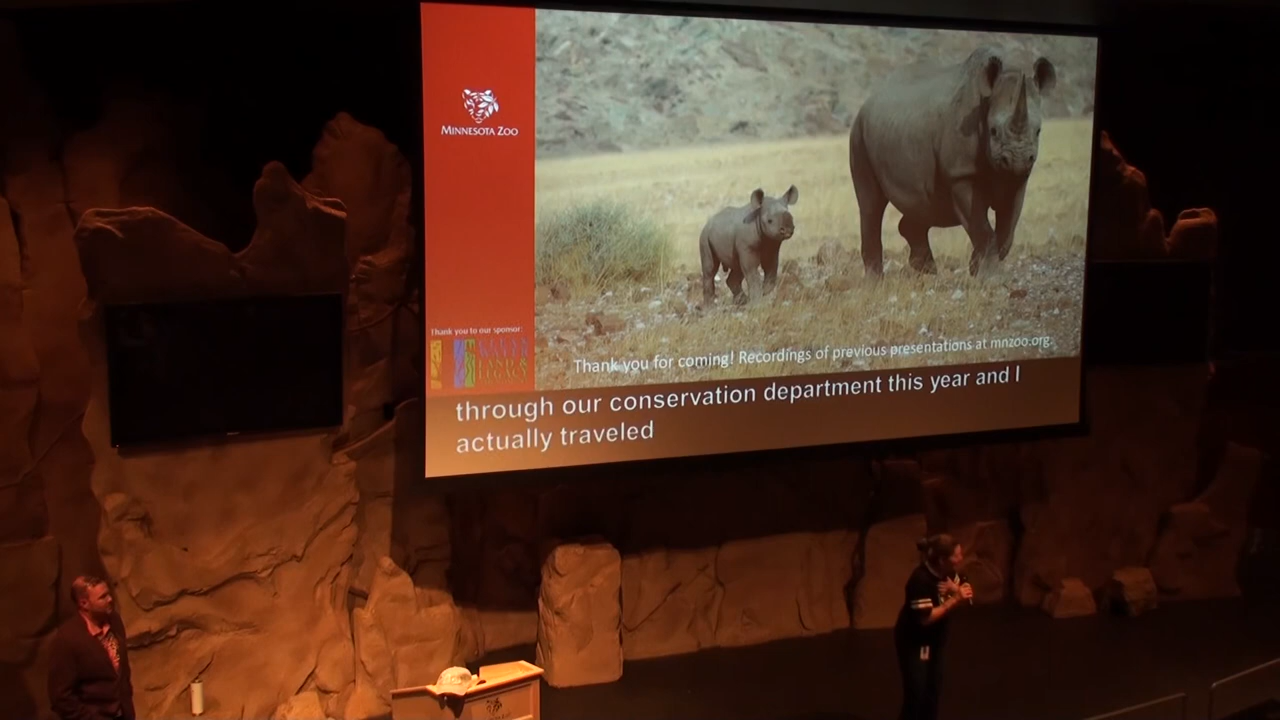 MINNESOTA ZOO
Thank you to our sponsor:
Thank you for coming! Recordings of previous presentations at mnzoo.org.
through our conservation department this year and I
actually traveled